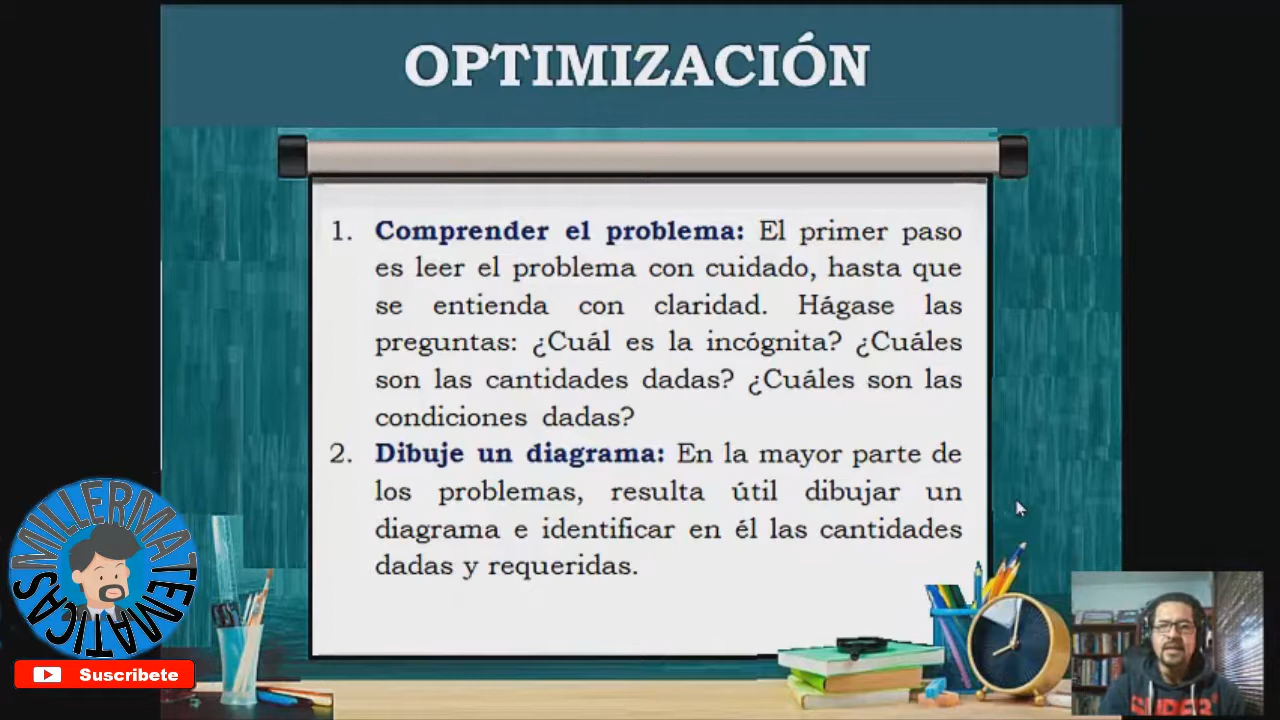 OPTIMIZACIÓN
1. Comprender el problema: El primer paso
es leer el problema con cuidado, hasta que
se entienda con claridad. Hágase las
preguntas: ¿Cuál es la incógnita? ¿Cuáles
son las cantidades dadas? ¿Cuáles son las
condiciones dadas?
2. Dibuje un diagrama: En la mayor parte de
los problemas, resulta útil dibujar un
diagrama e identificar en él las cantidades
dadas y requeridas.
MILLERMATEMATICAS
Suscribete
SUPER